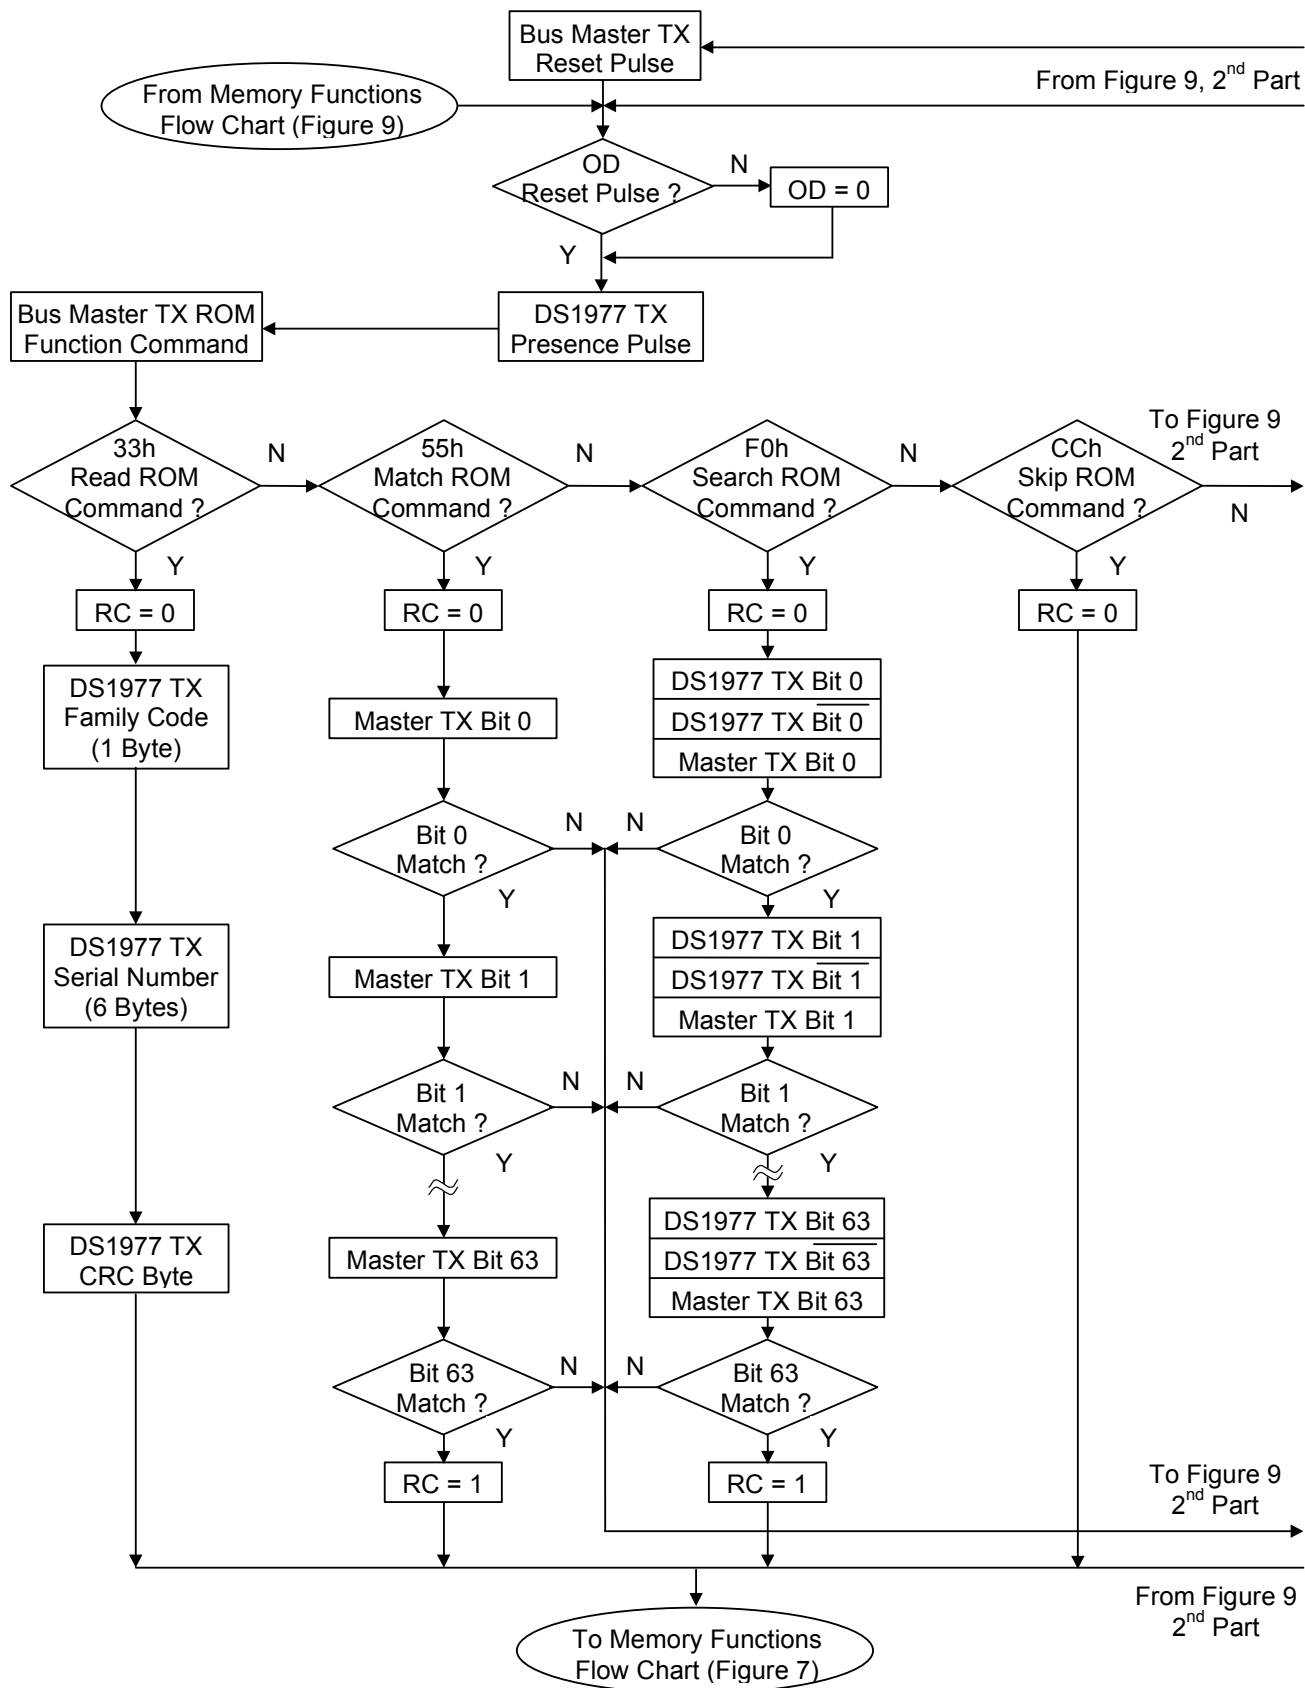 Bus Master TX
Reset Pulse
From Figure 9, 2nd Part
From Memory Functions
Flow Chart (Figure 9)
OD
Reset Pulse ?
N
OD = 0
Y
Bus Master TX ROM
Function Command
DS1977 TX
Presence Pulse
33h
Read ROM
Command ?
N
55h
Match ROM
Command ?
N
F0h
Search ROM
Command ?
N
CCh
Skip ROM
Command ?
To Figure 9
2nd Part
N
Y
Y
Y
Y
RC = 0
RC = 0
RC = 0
RC = 0
DS1977 TX
Family Code
(1 Byte)
Master TX Bit 0
DS1977 TX Bit 0
DS1977 TX Bit 0
Master TX Bit 0
Bit 0
Match ?
N
N
Bit 0
Match ?
Y
Y
DS1977 TX
Serial Number
(6 Bytes)
Master TX Bit 1
DS1977 TX Bit 1
DS1977 TX Bit 1
Master TX Bit 1
Bit 1
Match ?
N
N
Bit 1
Match ?
Y
Y
DS1977 TX
CRC Byte
Master TX Bit 63
DS1977 TX Bit 63
DS1977 TX Bit 63
Master TX Bit 63
Bit 63
Match ?
N
N
Bit 63
Match ?
Y
Y
RC = 1
RC = 1
To Figure 9
2nd Part
From Figure 9
2nd Part
To Memory Functions
Flow Chart (Figure 7)